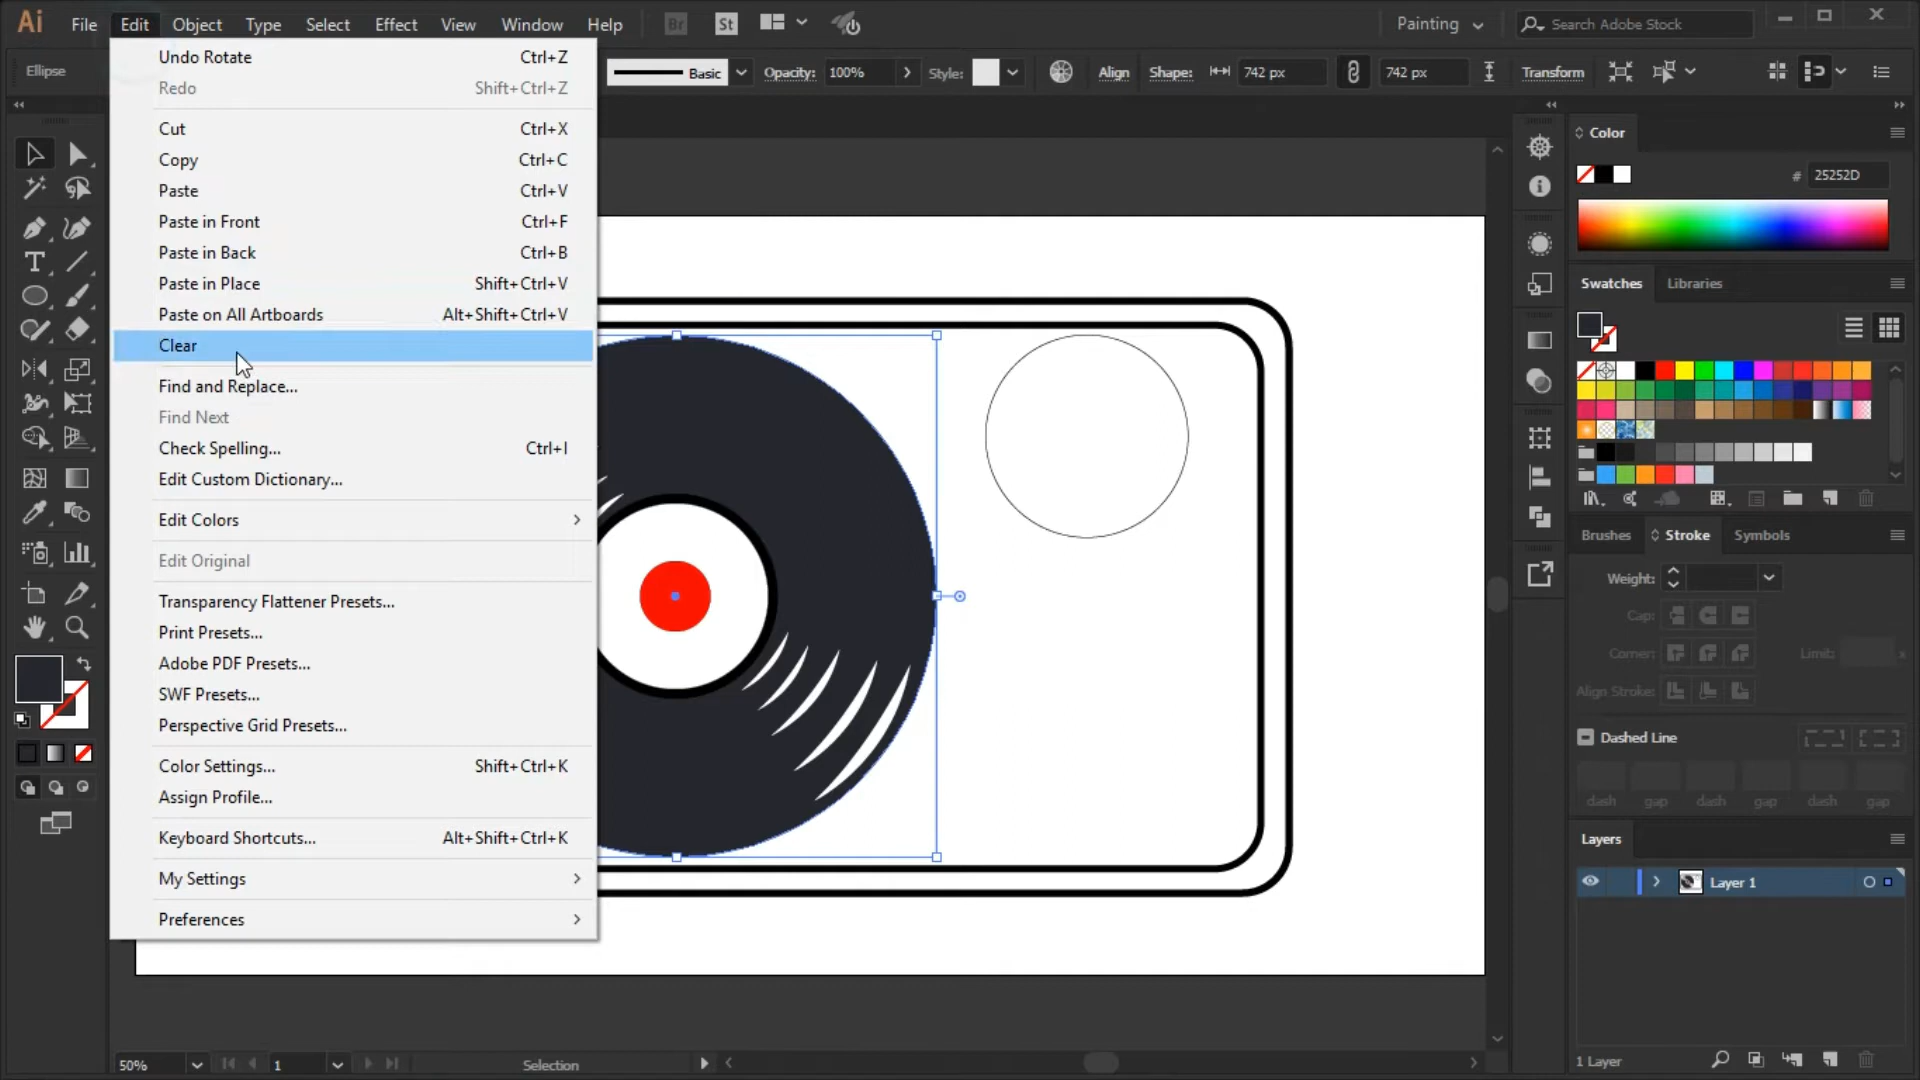 Ai File Edit Object Type Select Effect View Window Help Br St Painting Search Adobe Stock
Ellipse Basic Opacity: 100% Style: Align Shape: 742 px 742 px Transform
Undo Rotate Ctrl+Z
Redo Shift+Ctrl+Z
Cut Ctrl+X
Copy Ctrl+C
Paste Ctrl+V
Paste in Front Ctrl+F
Paste in Back Ctrl+B
Paste in Place Shift+Ctrl+V
Paste on All Artboards Alt+Shift+Ctrl+V
Clear
Find and Replace...
Find Next
Check Spelling... Ctrl+I
Edit Custom Dictionary...
Edit Colors
Edit Original
Transparency Flattener Presets...
Print Presets...
Adobe PDF Presets...
SWF Presets...
Perspective Grid Presets...
Color Settings... Shift+Ctrl+K
Assign Profile...
Keyboard Shortcuts... Alt+Shift+Ctrl+K
My Settings
Preferences
Color
# 25252D
Swatches Libraries
Brushes Stroke Symbols
Weight:
Cap:
Corner: Limit: x
Align Stroke:
Dashed Line
dash gap dash gap dash gap
Layers
Layer 1
1 Layer
50% 1 Selection